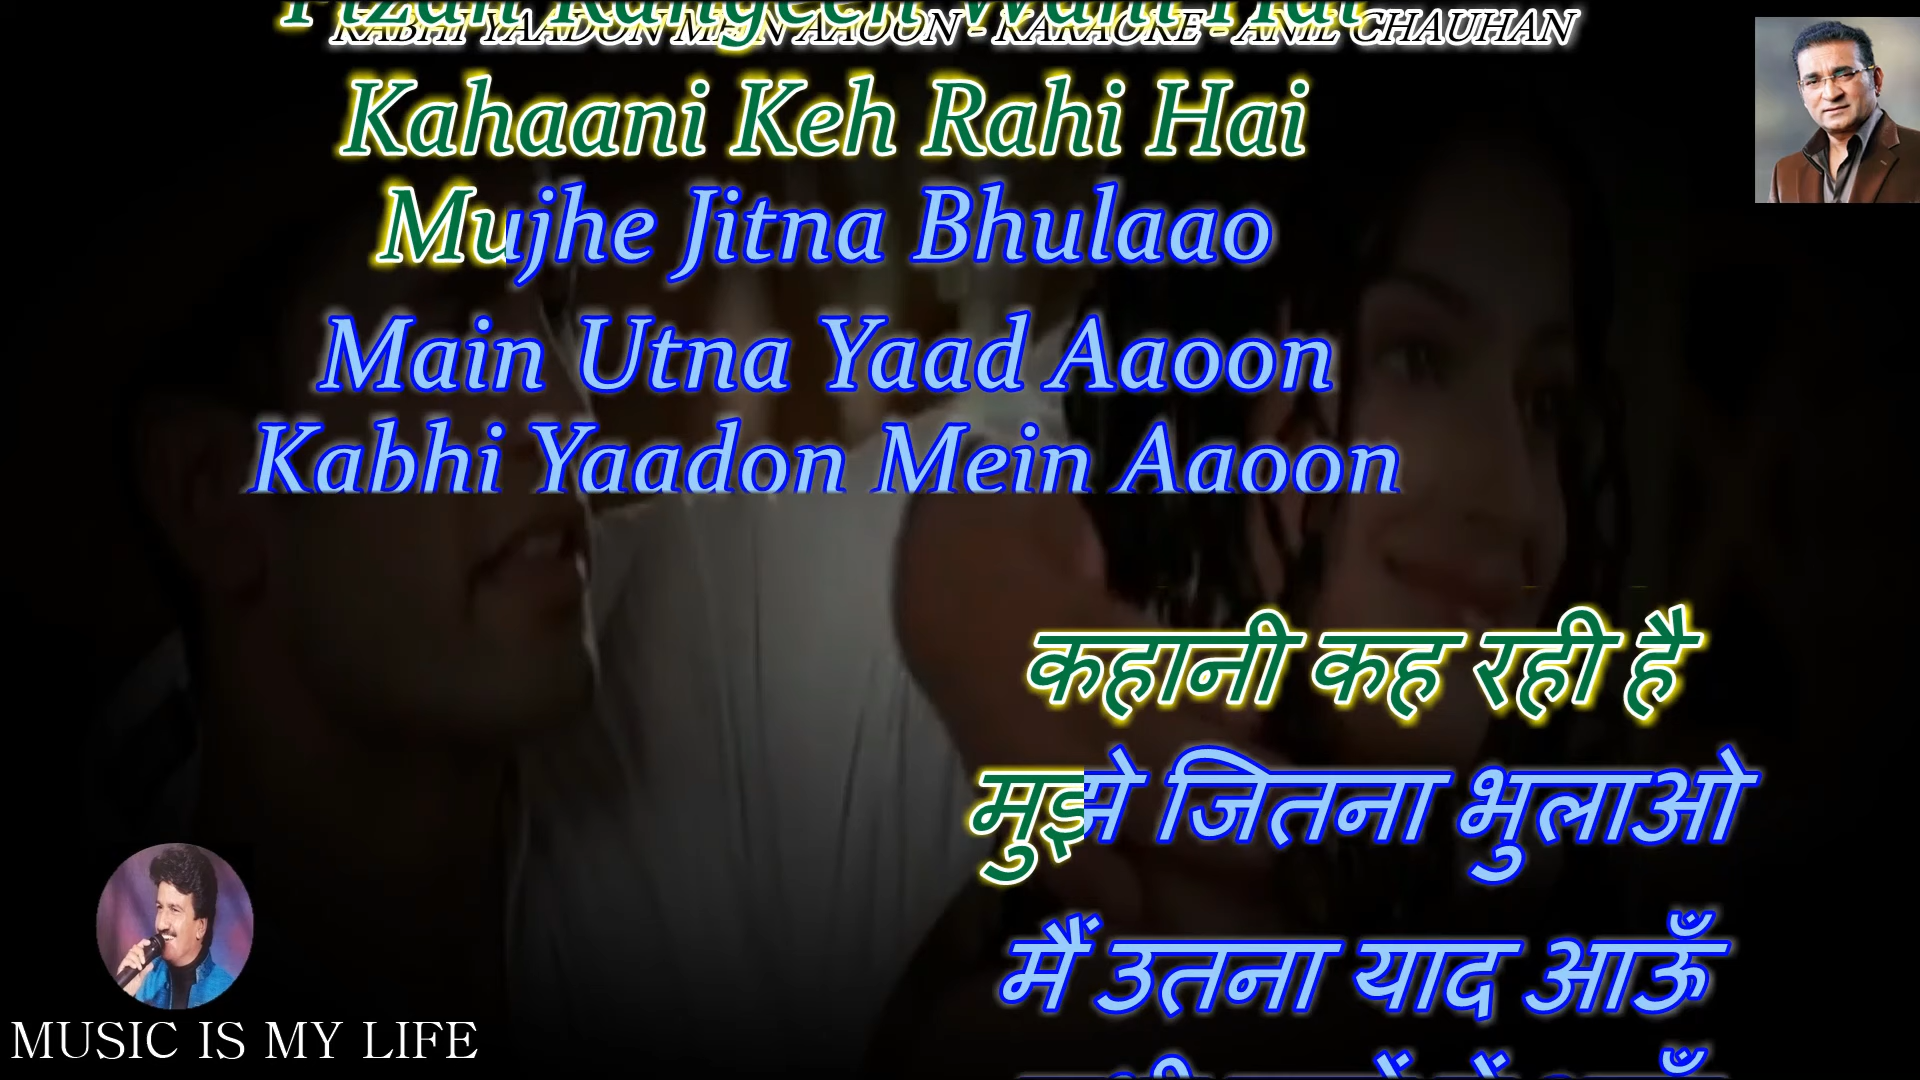 Rangeen
KABHI YAADON MEIN AAOON - KARAOKE - ANIL CHAUHAN
Kahaani Keh Rahi Hai
Mujhe Jitna Bhulaao
Main Utna Yaad Aaoon
Kabhi Yaadon Mein Aaoon
कहानी कह रही है
मुझे जितना भुलाओ
मैं उतना याद आऊँ
MUSIC IS MY LIFE